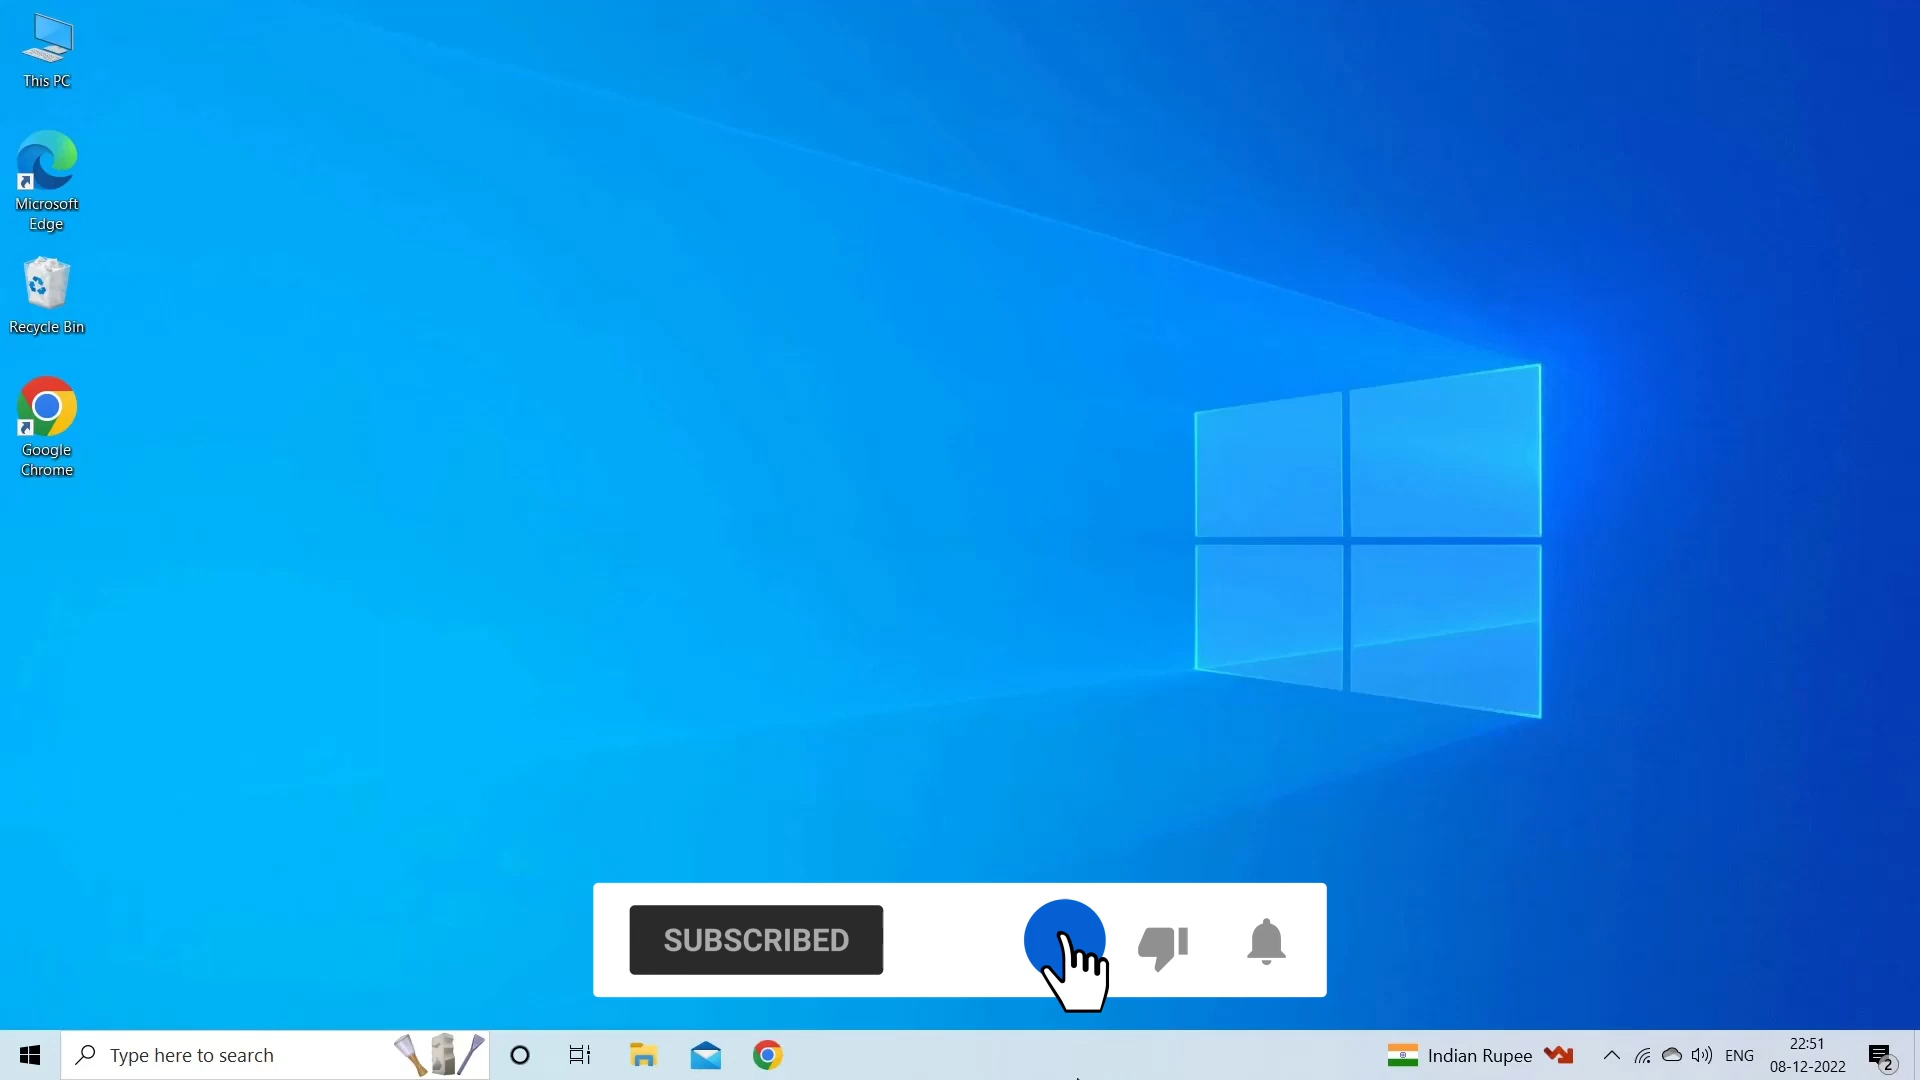 This PC
Microsoft
Edge
Recycle Bin
Google
Chrome
SUBSCRIBED
Type here to search
Indian Rupee
ENG
22:51
08-12-2022
2